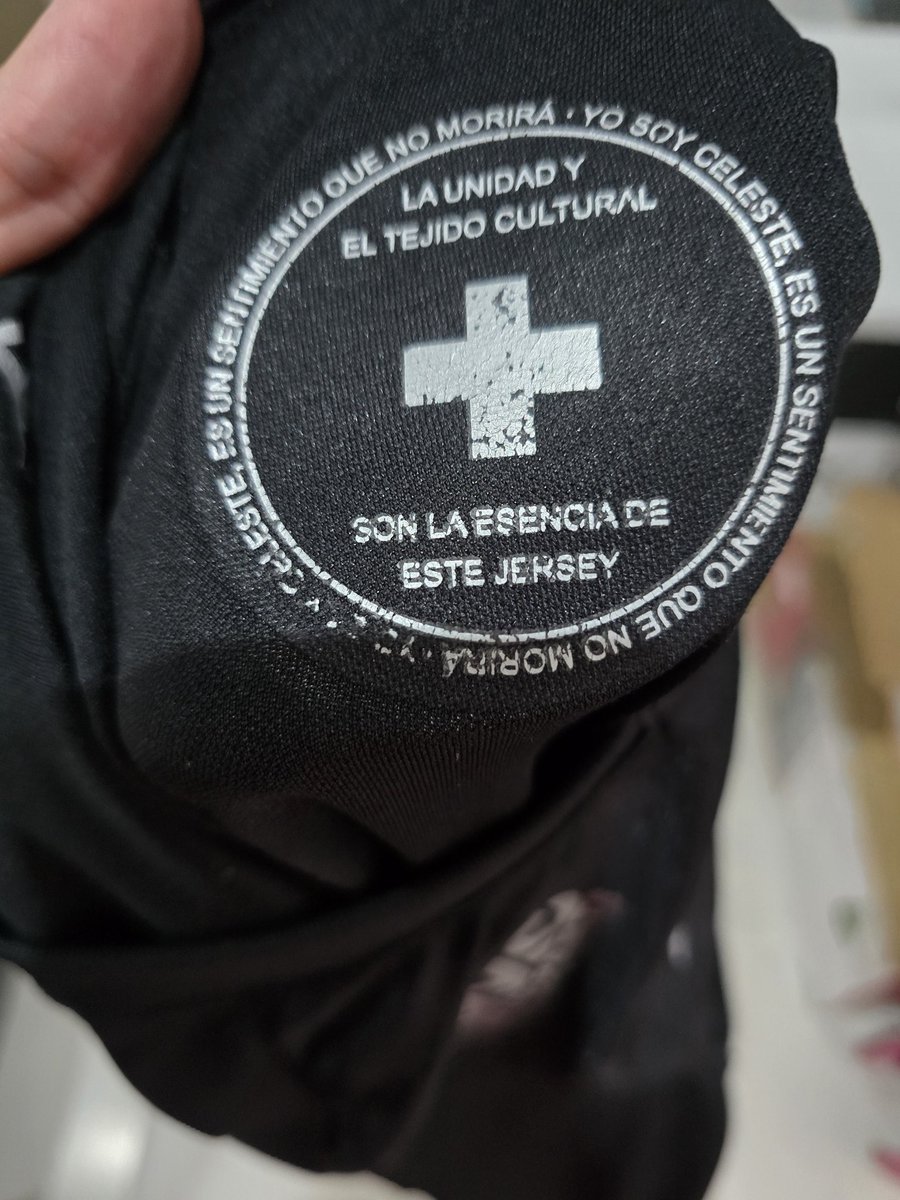 YO SOY CELESTE, ES UN SENTIMIENTO QUE NO MORIRÁ ·
CELESTE, ES UN SENTIMIENTO QUE NO MORIRÁ ·
LA UNIDAD Y
EL TEJIDO CULTURAL
SON LA ESENCIA DE
ESTE JERSEY